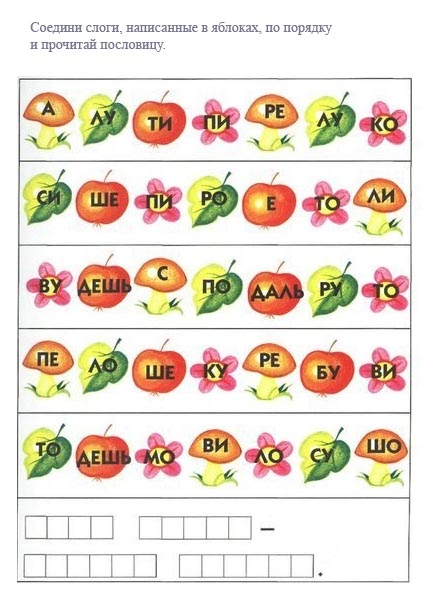 Соедини слоги, написанные в яблоках, по порядку
и прочитай пословицу.
А ЛУ ТИ ПИ РЕ ЛУ КО
СИ ШЕ ПИ РО Е ТО ЛИ
ВУ ДЕШЬ С ПО ДАЛЬ РУ ТО
ПЕ ЛО ШЕ КУ РЕ БУ ВИ
ТО ДЕШЬ МО ВИ ЛО СУ ШО
–
.